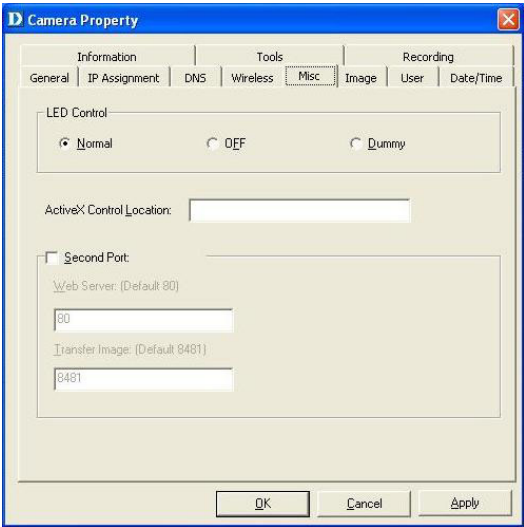 D Camera Property
Information Tools Recording
General IP Assignment DNS Wireless Misc Image User Date/Time
LED Control
Normal OFF Dummy
ActiveX Control Location:
Second Port:
Web Server: (Default 80)
80
Transfer Image: (Default 8481)
8481
OK Cancel Apply